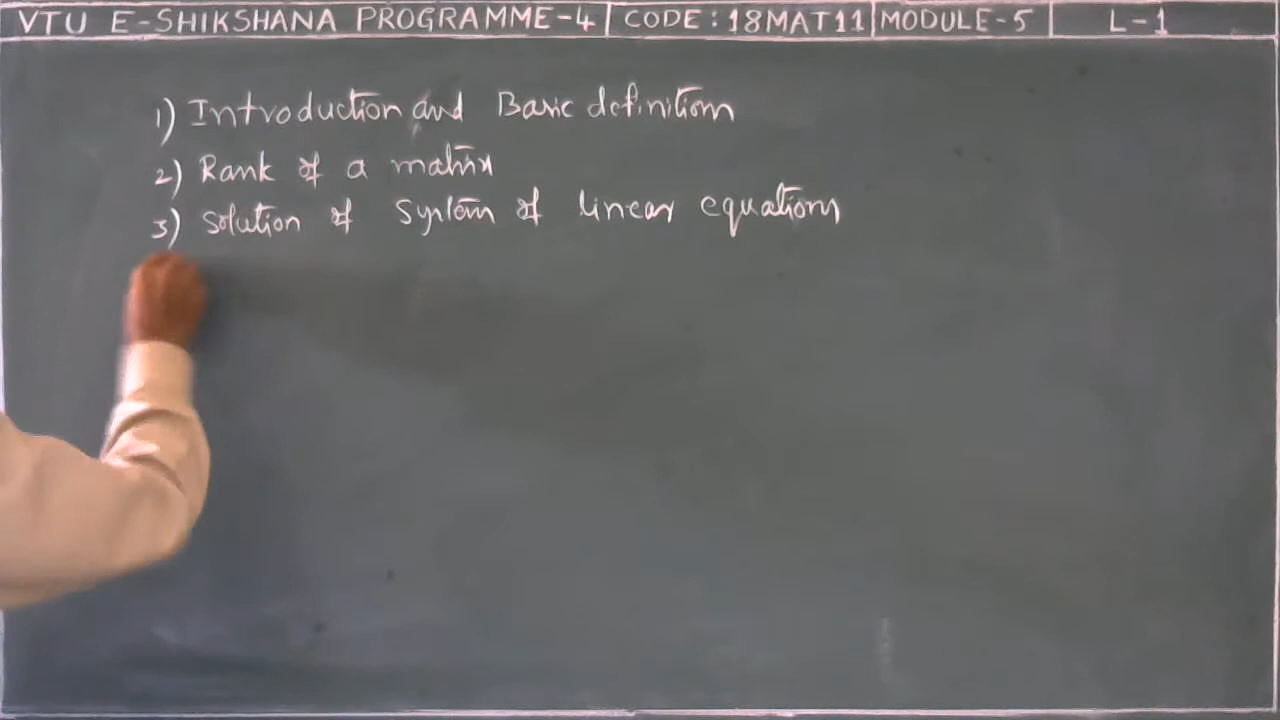 VTU E-SHIKSHANA PROGRAMME-4 CODE: 18MAT11 MODULE-5 L-1
1) Introduction and Basic definition
2) Rank of a matrix
3) Solution of System of linear equations